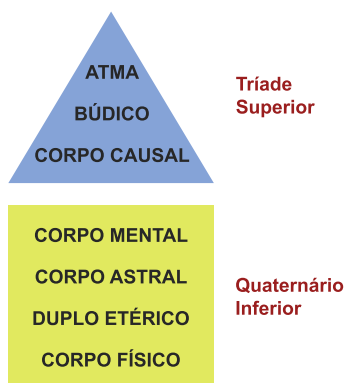 ATMA
BÚDICO
CORPO CAUSAL
Tríade
Superior
CORPO MENTAL
CORPO ASTRAL
DUPLO ETÉRICO
CORPO FÍSICO
Quaternário
Inferior